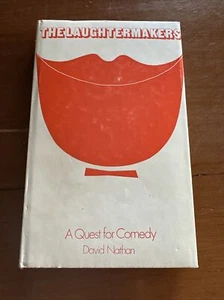 THE LAUGHTERMAKERS
A Quest for Comedy
David Nathan